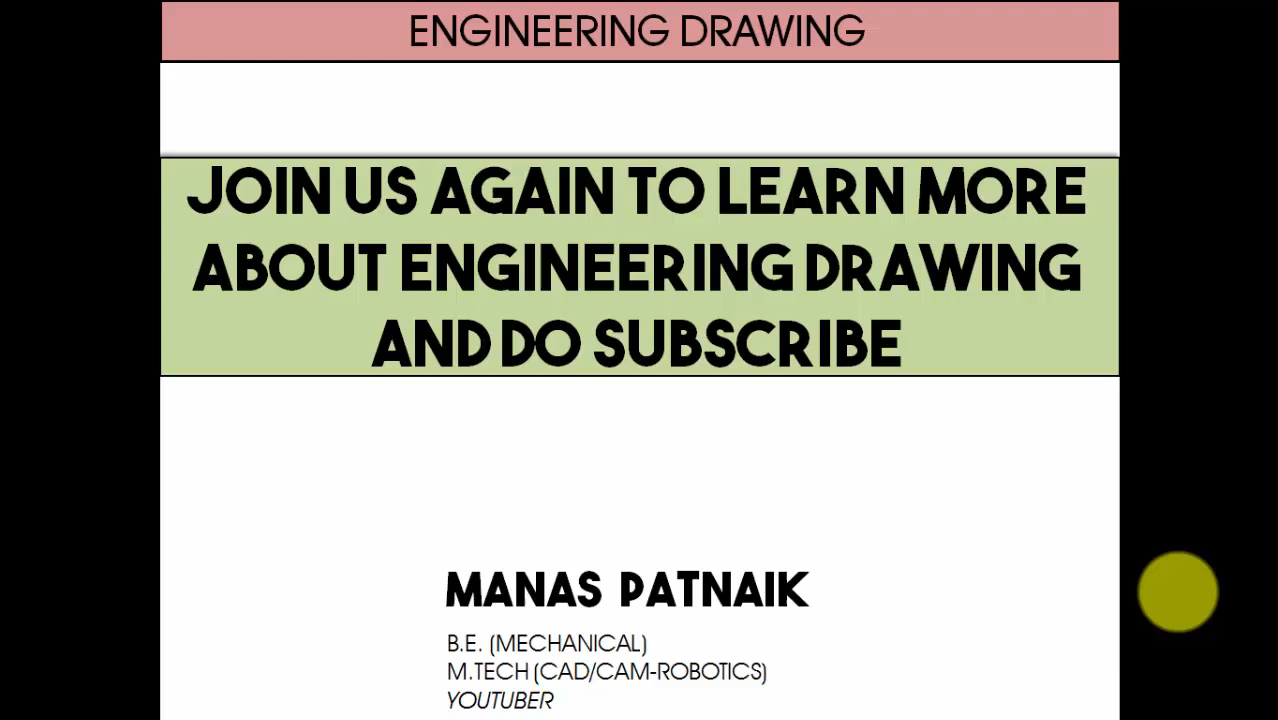 ENGINEERING DRAWING
JOIN US AGAIN TO LEARN MORE
ABOUT ENGINEERING DRAWING
AND DO SUBSCRIBE
MANAS PATNAIK
B.E. (MECHANICAL)
M.TECH (CAD/CAM-ROBOTICS)
YOUTUBER